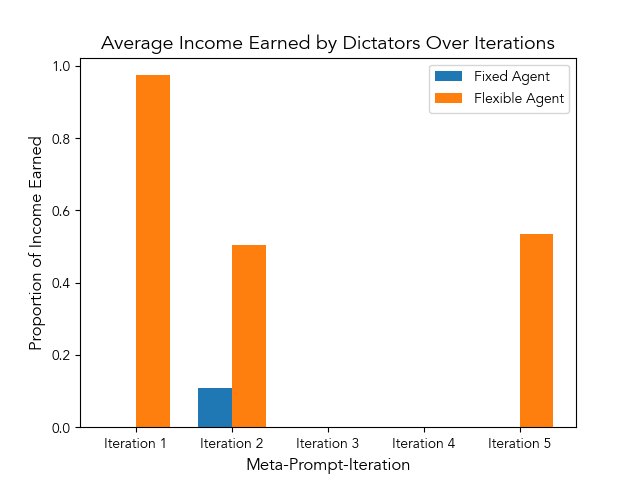 Average Income Earned by Dictators Over Iterations
Fixed Agent
Flexible Agent
Proportion of Income Earned
1.0
0.8
0.6
0.4
0.2
0.0
Iteration 1
Iteration 2
Iteration 3
Iteration 4
Iteration 5
Meta-Prompt-Iteration